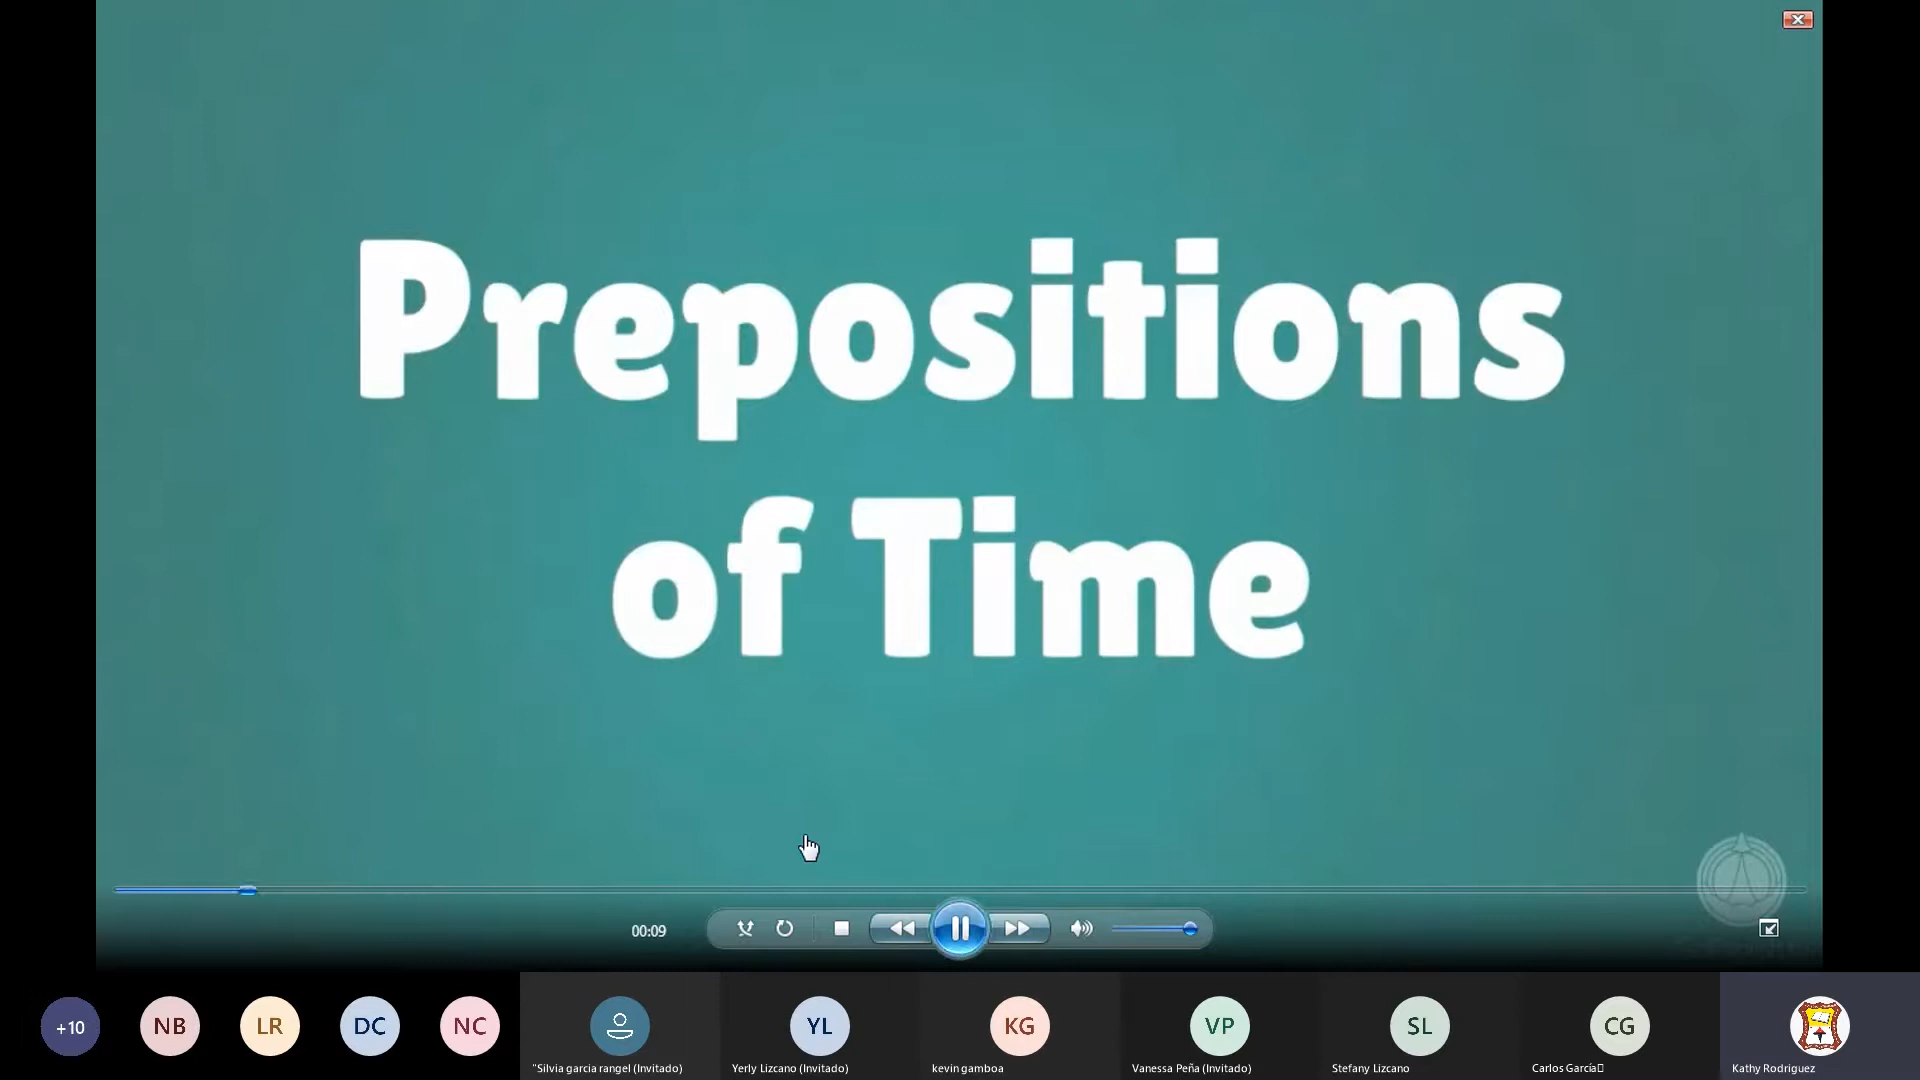 Prepositions
of Time
00:09
+10
NB
LR
DC
NC
YL
KG
VP
SL
CG
"Silvia garcia rangel (Invitado)
Yerly Lizcano (Invitado)
kevin gamboa
Vanessa Peña (Invitado)
Stefany Lizcano
Carlos García
Kathy Rodriguez